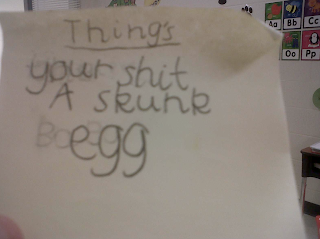 Things
your shit
A skunk
egg
Aa Bb Cc
Oo Pp